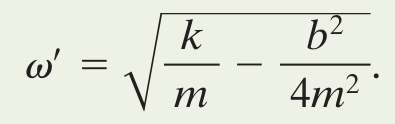 ω′ = √(k/m − b²/4m²).